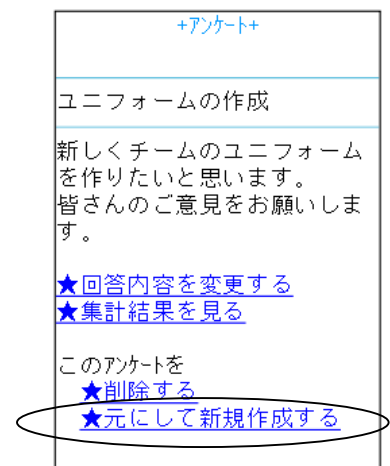 +ｱﾝｹｰﾄ+
ユニフォームの作成
新しくチームのユニフォーム
を作りたいと思います。
皆さんのご意見をお願いしま
す。
★回答内容を変更する
★集計結果を見る
このｱﾝｹｰﾄを
★削除する
★元にして新規作成する